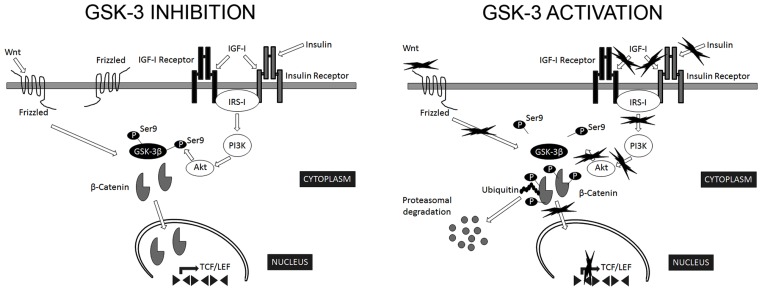 GSK-3 INHIBITION
Wnt
Frizzled
IGF-I Receptor
IGF-I
Insulin
Insulin Receptor
IRS-I
Frizzled
P
Ser9
P
Ser9
GSK-3β
PI3K
Akt
β-Catenin
CYTOPLASM
NUCLEUS
TCF/LEF
GSK-3 ACTIVATION
Wnt
IGF-I Receptor
IGF-I
Insulin
Insulin Receptor
IRS-I
Frizzled
P
Ser9
P
Ser9
GSK-3β
PI3K
Akt
P
P
P
Ubiquitin
P
β-Catenin
CYTOPLASM
Proteasomal
degradation
NUCLEUS
TCF/LEF